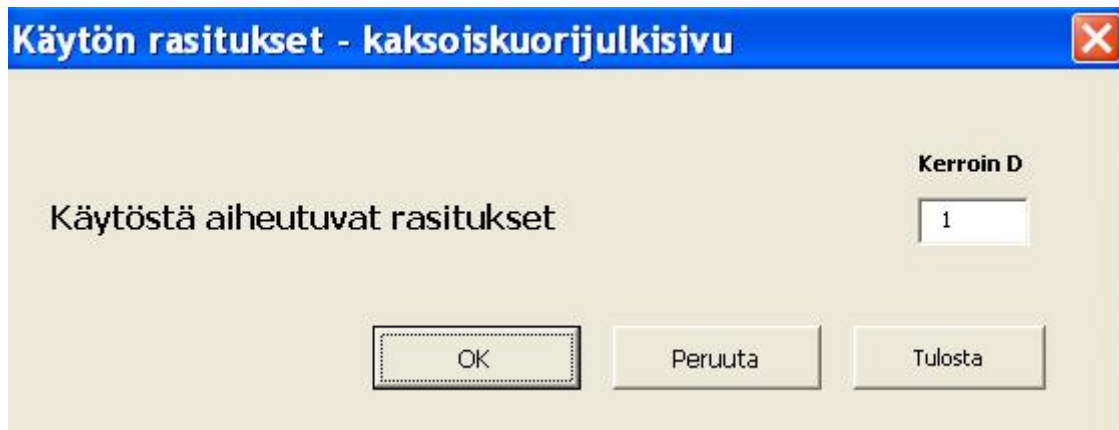 Käytön rasitukset - kaksoiskuorijulkisivu
Kerroin D
Käytöstä aiheutuvat rasitukset
1
OK
Peruuta
Tulosta